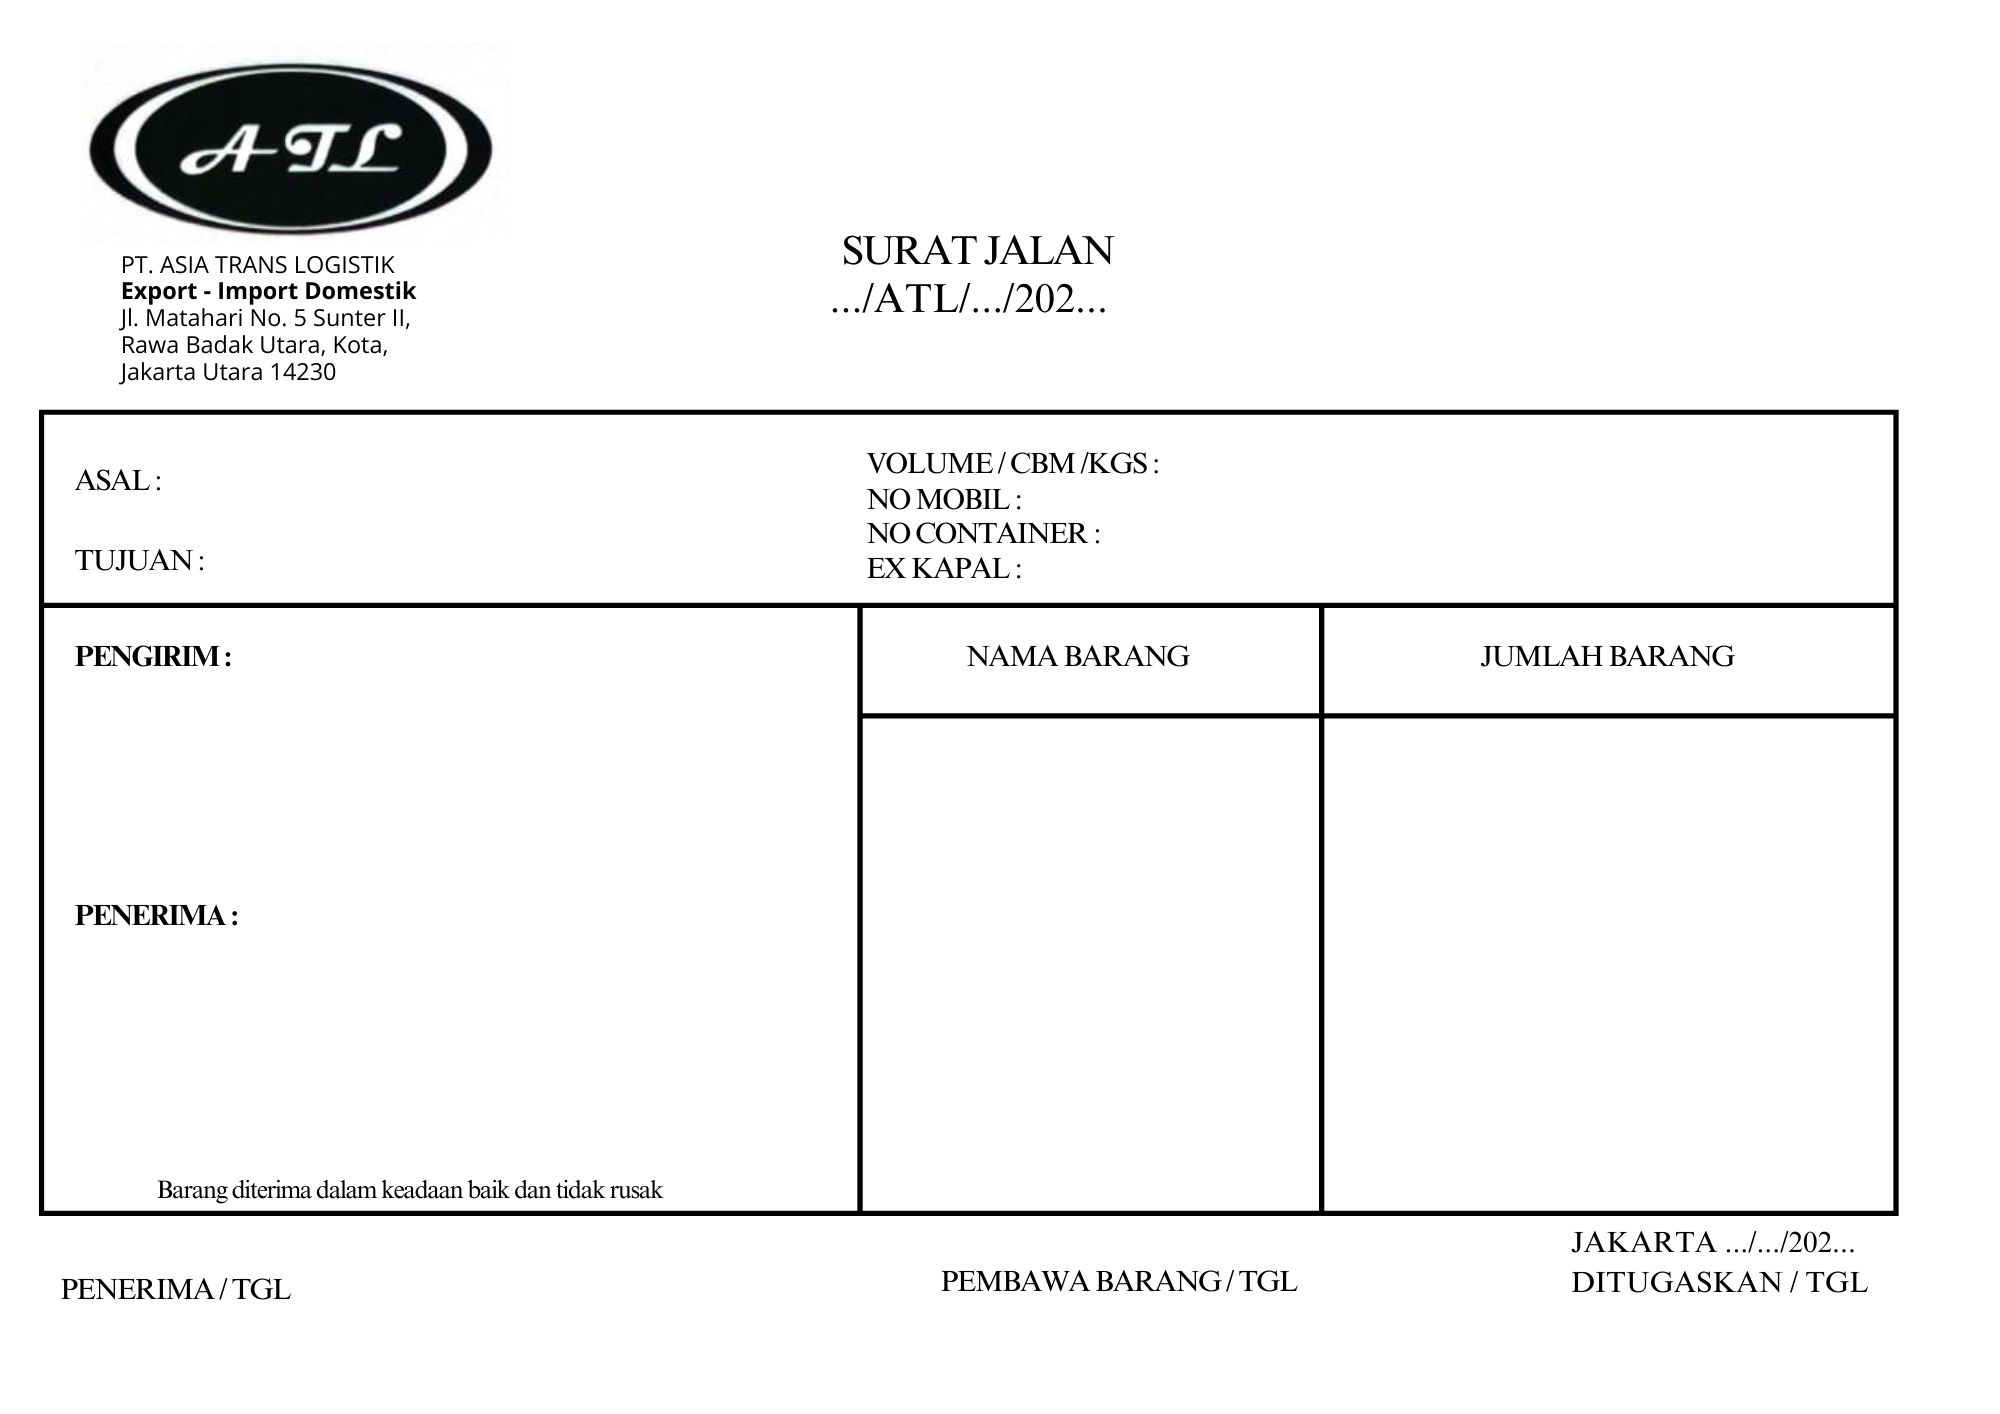 ATL
PT. ASIA TRANS LOGISTIK
Export - Import Domestik
Jl. Matahari No. 5 Sunter II,
Rawa Badak Utara, Kota,
Jakarta Utara 14230
SURAT JALAN
.../ATL/.../202...
ASAL :
TUJUAN :
VOLUME / CBM /KGS :
NO MOBIL :
NO CONTAINER :
EX KAPAL :
PENGIRIM :
NAMA BARANG
JUMLAH BARANG
PENERIMA :
Barang diterima dalam keadaan baik dan tidak rusak
PENERIMA / TGL
PEMBAWA BARANG / TGL
JAKARTA .../.../202...
DITUGASKAN / TGL